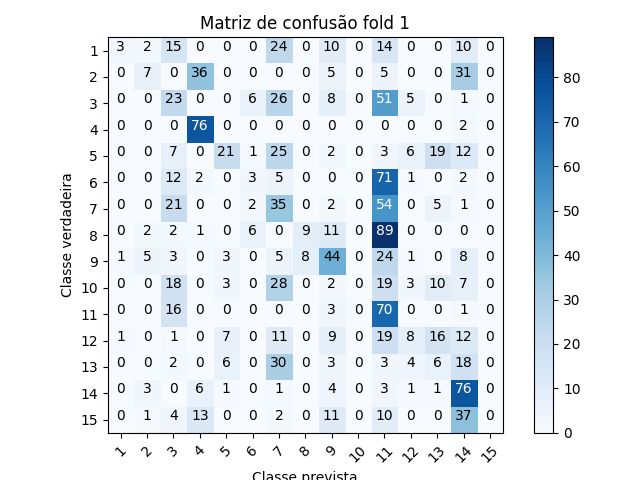 Matriz de confusão fold 1
1 3 2 15 0 0 0 24 0 10 0 14 0 0 10 0
2 0 7 0 36 0 0 0 0 5 0 5 0 0 31 0
3 0 0 23 0 0 6 26 0 8 0 51 5 0 1 0
4 0 0 0 76 0 0 0 0 0 0 0 0 0 2 0
5 0 0 7 0 21 1 25 0 2 0 3 6 19 12 0
6 0 0 12 2 0 3 5 0 0 0 71 1 0 2 0
7 0 0 21 0 0 2 35 0 2 0 54 0 5 1 0
8 0 2 2 1 0 6 0 9 11 0 89 0 0 0 0
9 1 5 3 0 3 0 5 8 44 0 24 1 0 8 0
10 0 0 18 0 3 0 28 0 2 0 19 3 10 7 0
11 0 0 16 0 0 0 0 0 3 0 70 0 0 1 0
12 1 0 1 0 7 0 11 0 9 0 19 8 16 12 0
13 0 0 2 0 6 0 30 0 3 0 3 4 6 18 0
14 0 3 0 6 1 0 1 0 4 0 3 1 1 76 0
15 0 1 4 13 0 0 2 0 11 0 10 0 0 37 0
1 2 3 4 5 6 7 8 9 10 11 12 13 14 15
Classe verdadeira
Classe prevista
80
70
60
50
40
30
20
10
0